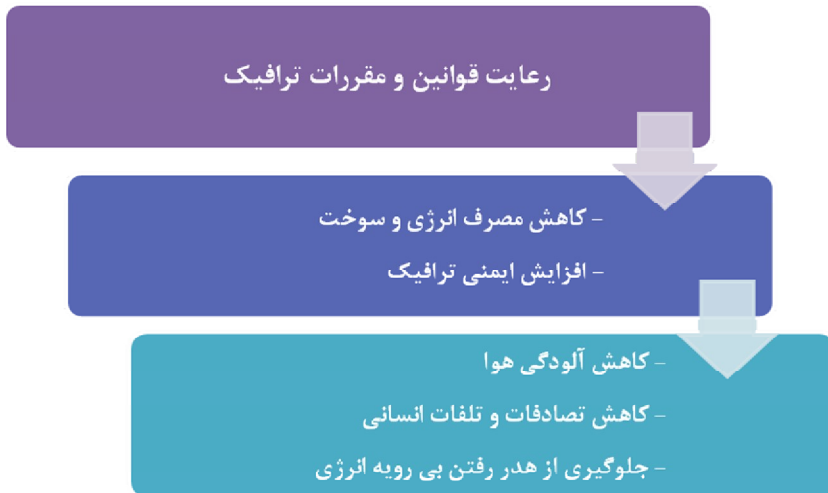 رعایت قوانین و مقررات ترافیک
- کاهش مصرف انرژی و سوخت
- افزایش ایمنی ترافیک
- کاهش آلودگی هوا
- کاهش تصادفات و تلفات انسانی
- جلوگیری از هدر رفتن بی رویه انرژی